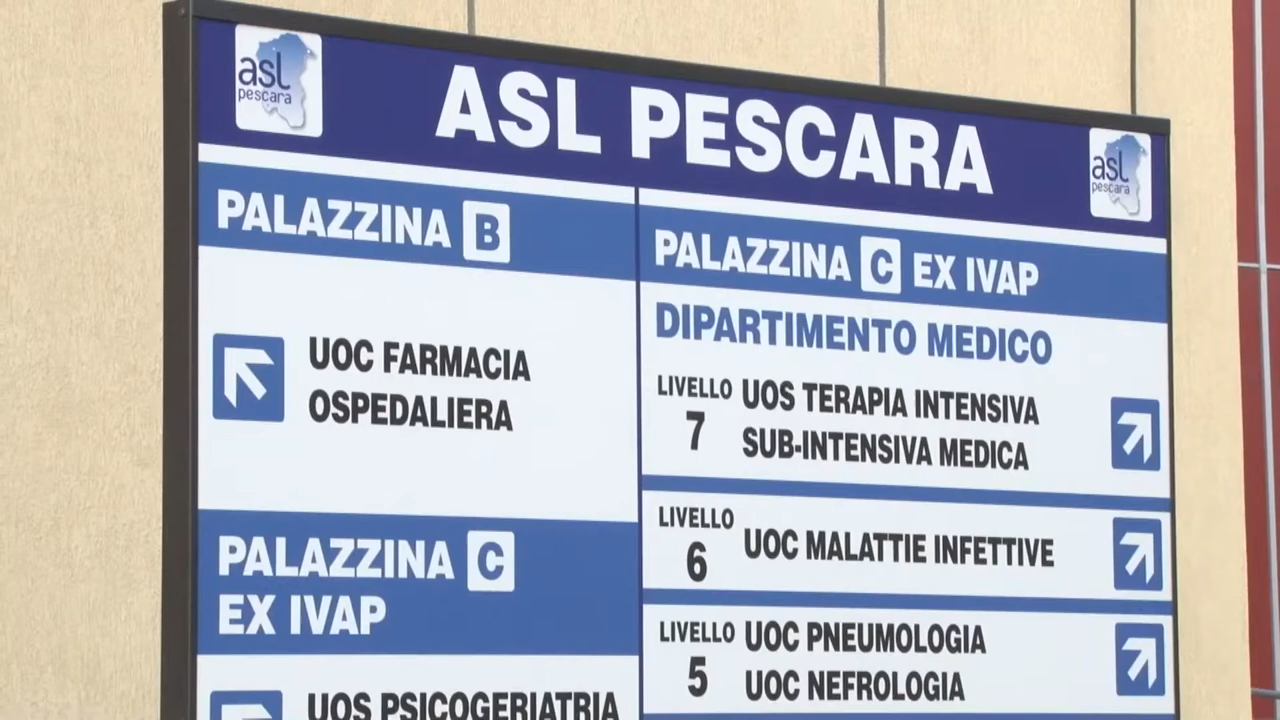 asl
pescara
ASL PESCARA
asl
pescara
PALAZZINA B
UOC FARMACIA
OSPEDALIERA
PALAZZINA C
EX IVAP
UOS PSICOGERIATRIA
PALAZZINA C EX IVAP
DIPARTIMENTO MEDICO
LIVELLO
7
UOS TERAPIA INTENSIVA
SUB-INTENSIVA MEDICA
LIVELLO
6
UOC MALATTIE INFETTIVE
LIVELLO
5
UOC PNEUMOLOGIA
UOC NEFROLOGIA